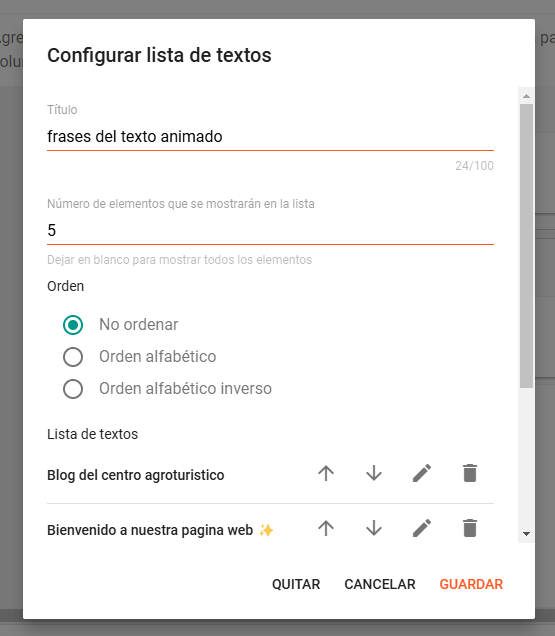 Configurar lista de textos
Título
frases del texto animado
24/100
Número de elementos que se mostrarán en la lista
5
Dejar en blanco para mostrar todos los elementos
Orden
No ordenar
Orden alfabético
Orden alfabético inverso
Lista de textos
Blog del centro agroturistico
Bienvenido a nuestra pagina web ✨
QUITAR CANCELAR GUARDAR